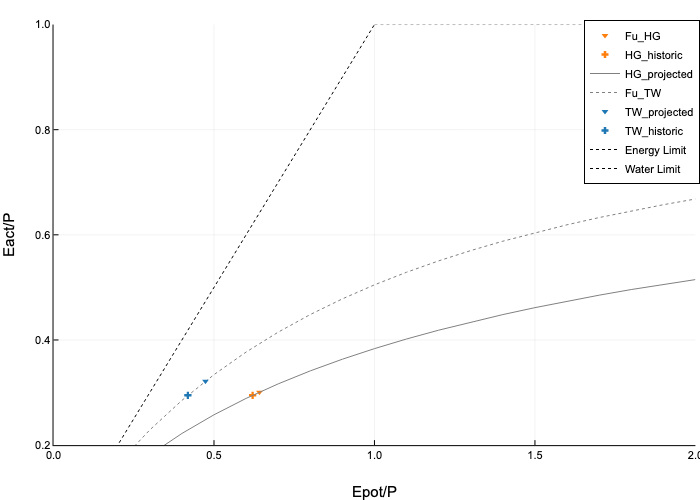 1.0
0.8
0.6
0.4
0.2
Eact/P
0.0 0.5 1.0 1.5 2.0
Epot/P
Fu_HG
HG_historic
HG_projected
Fu_TW
TW_projected
TW_historic
Energy Limit
Water Limit